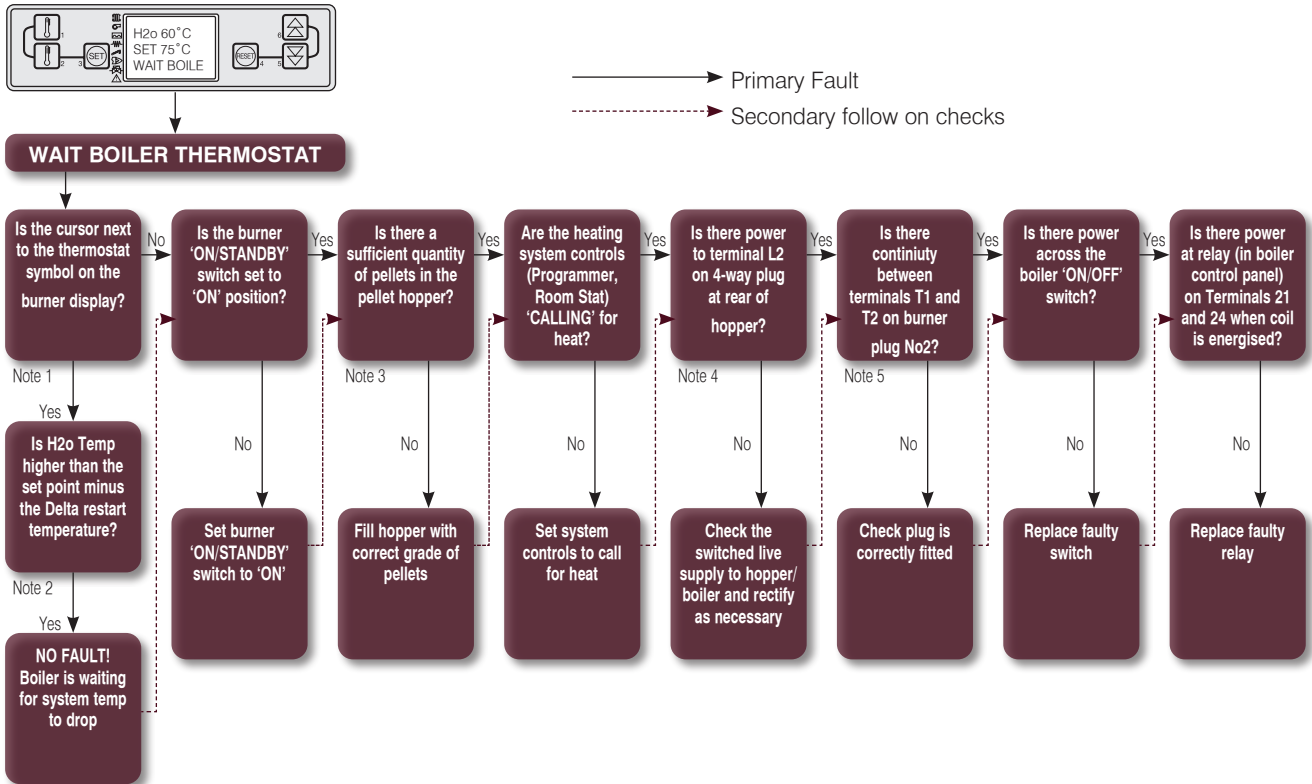 H2o 60°C
SET 75°C
WAIT BOILE
1
2
3
SET
RESET
4
5
6
Primary Fault
Secondary follow on checks
WAIT BOILER THERMOSTAT
Is the cursor next
to the thermostat
symbol on the
burner display?
No
Is the burner
‘ON/STANDBY’
switch set to
‘ON’ position?
Yes
Is there a
sufficient quantity
of pellets in the
pellet hopper?
Yes
Are the heating
system controls
(Programmer,
Room Stat)
‘CALLING’ for
heat?
Yes
Is there power
to terminal L2
on 4-way plug
at rear of
hopper?
Yes
Is there
continiuty
between
terminals T1 and
T2 on burner
plug No2?
Yes
Is there power
across the
boiler ‘ON/OFF’
switch?
Yes
Is there power
at relay (in boiler
control panel)
on Terminals 21
and 24 when coil
is energised?
Note 1
Note 3
Note 4
Note 5
Yes
Is H2o Temp
higher than the
set point minus
the Delta restart
temperature?
No
No
No
No
No
No
No
Note 2
Yes
NO FAULT!
Boiler is waiting
for system temp
to drop
Set burner
‘ON/STANDBY’
switch to ‘ON’
Fill hopper with
correct grade of
pellets
Set system
controls to call
for heat
Check the
switched live
supply to hopper/
boiler and rectify
as necessary
Check plug is
correctly fitted
Replace faulty
switch
Replace faulty
relay